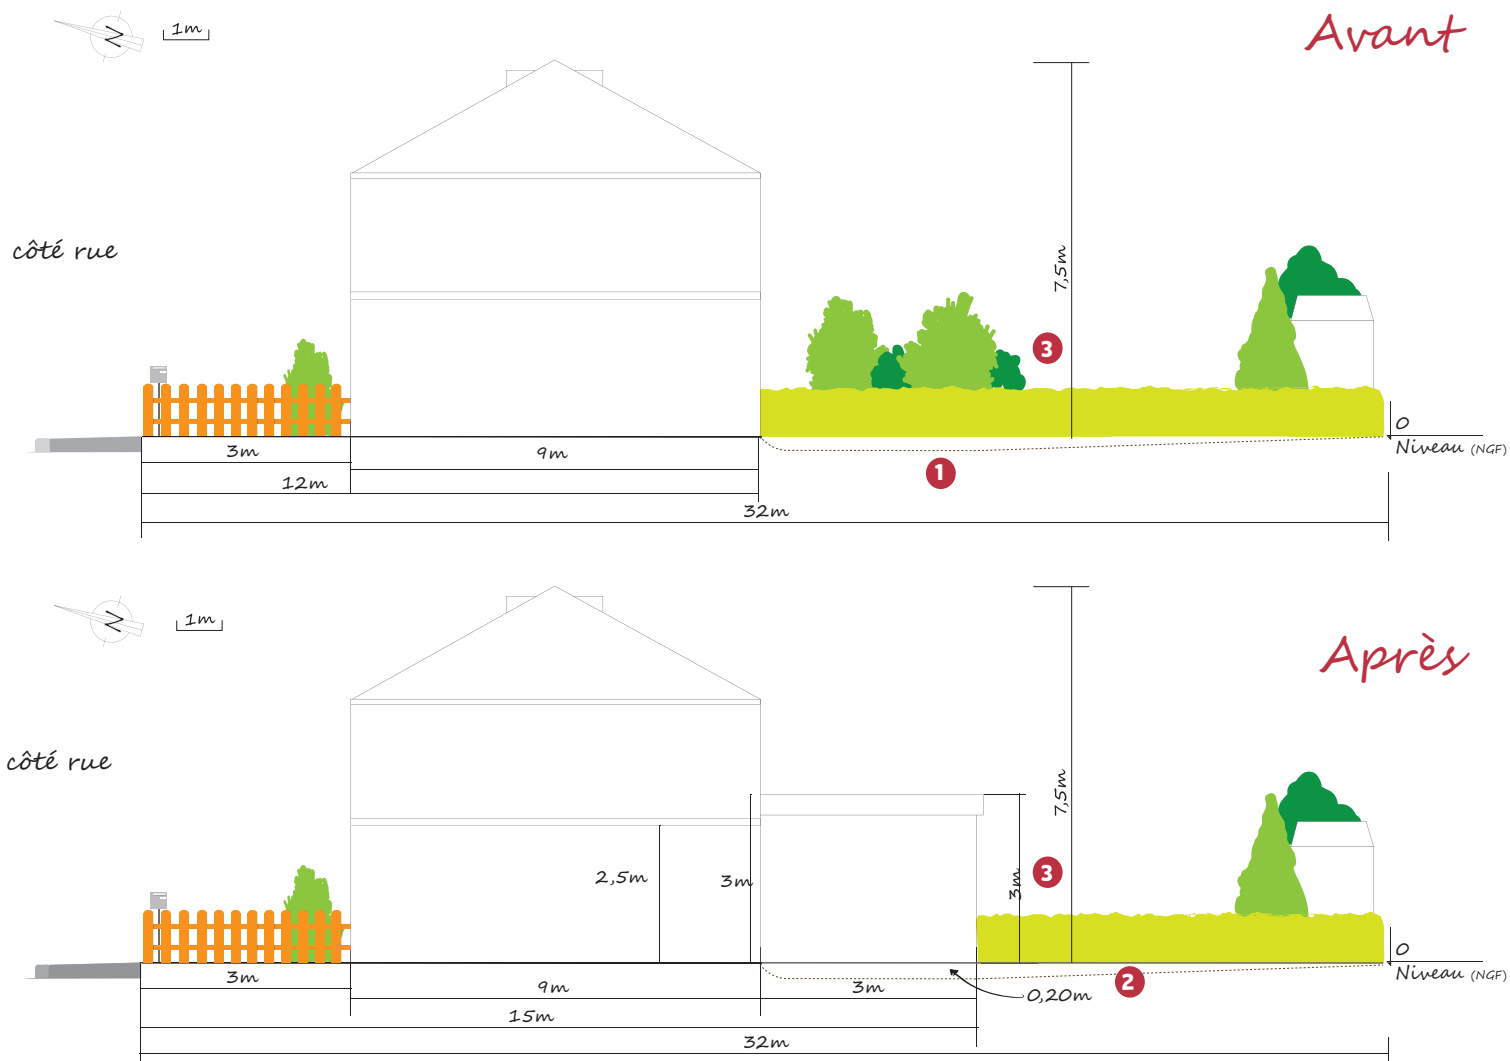 1m
Avant
côté rue
7,5m
3
0
Niveau (NGF)
3m
9m
1
12m
32m
N
1m
Après
côté rue
7,5m
2,5m
3m
3m
3
0
Niveau (NGF)
3m
9m
3m
0,20m
2
15m
32m
N